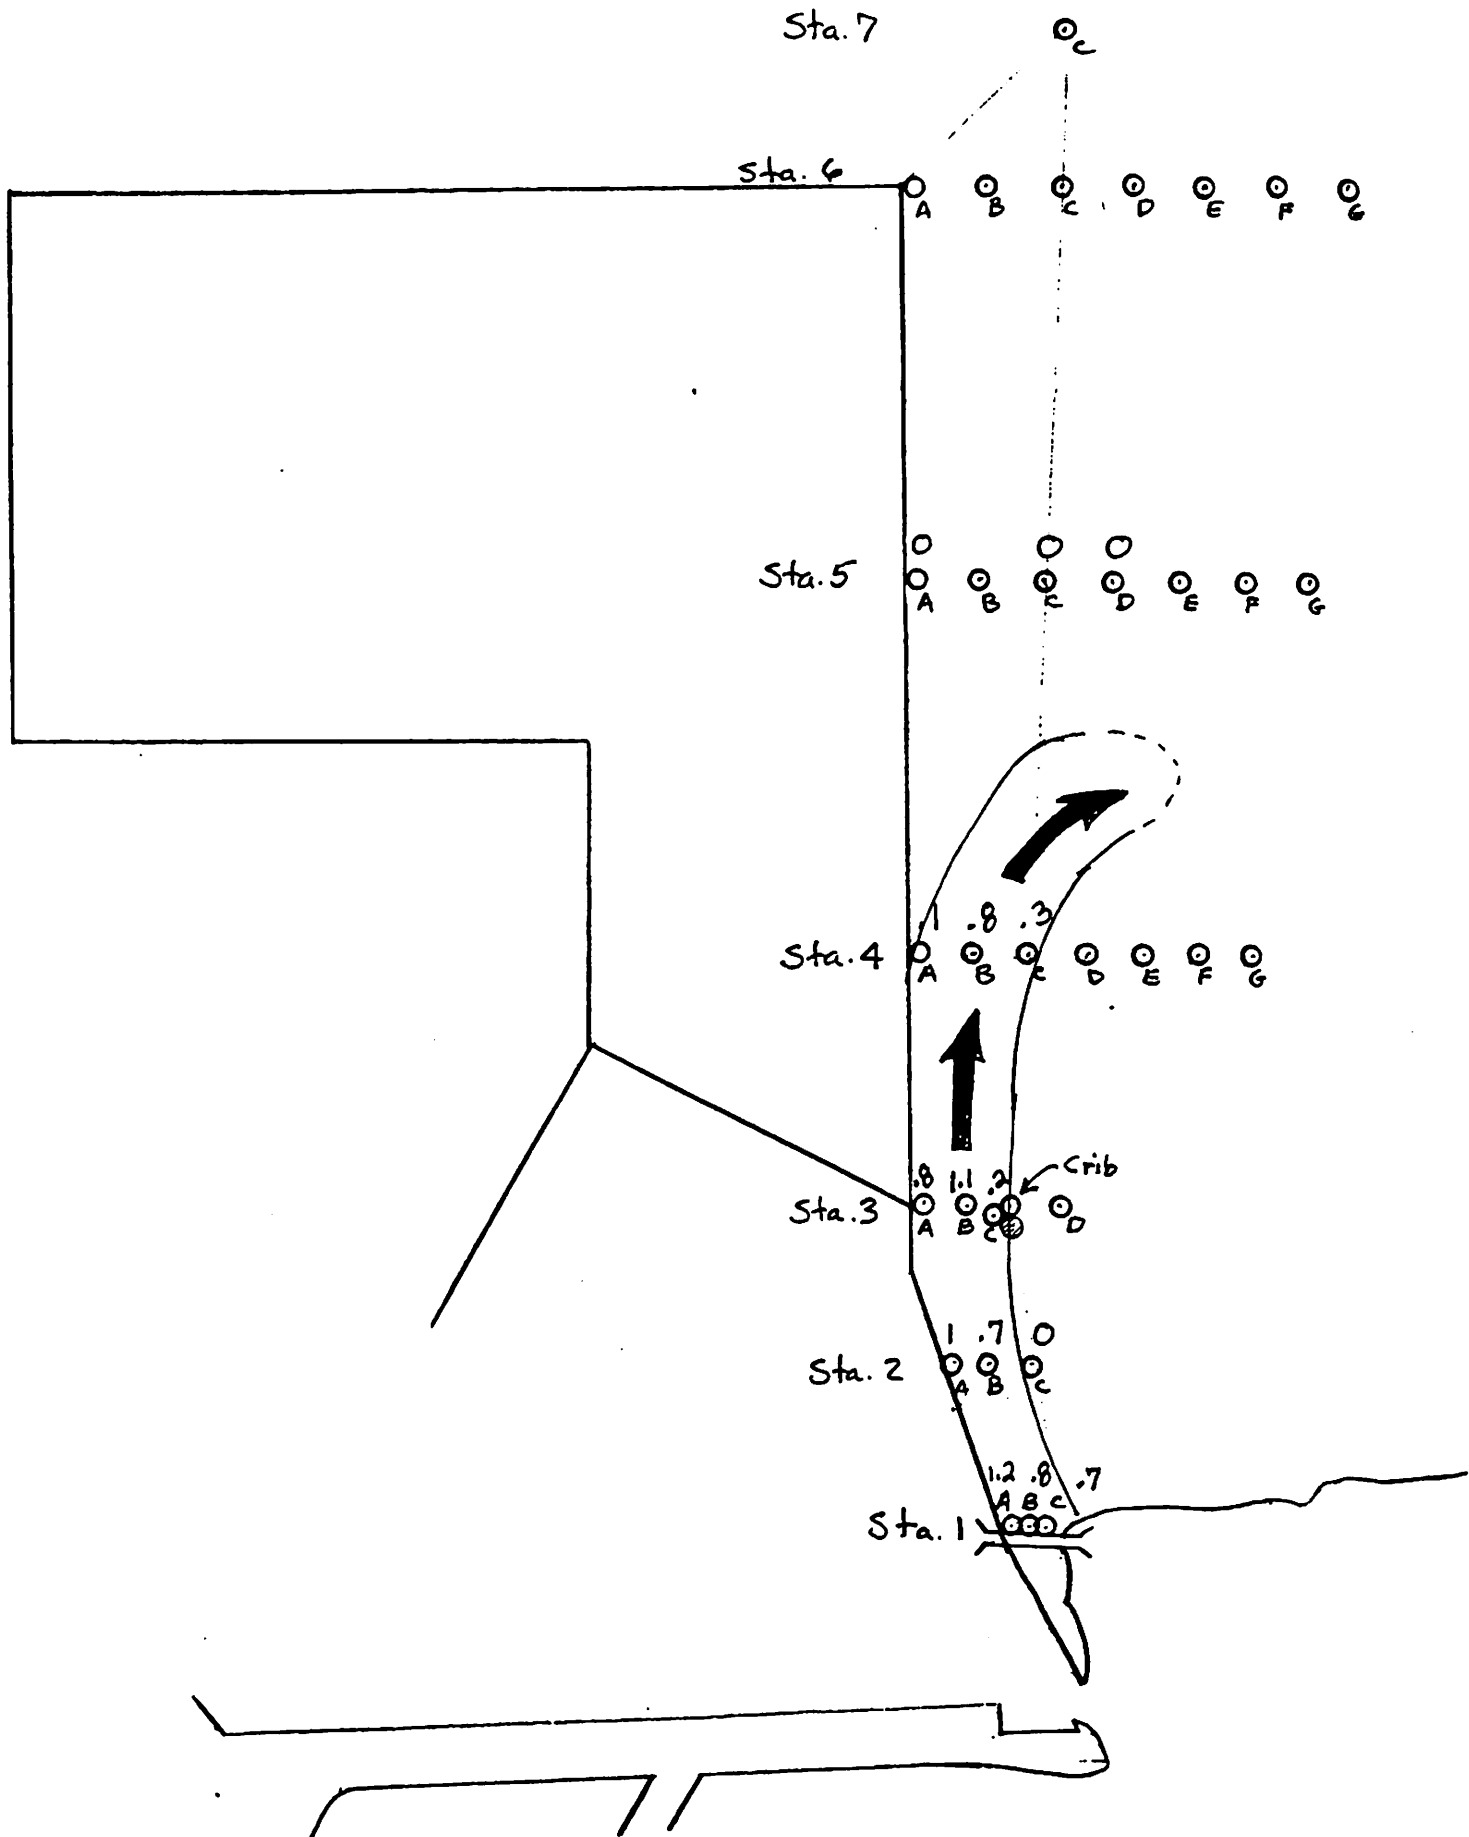 Sta. 7 C
Sta. 6
A B C D E F G
O O O
Sta. 5
A B C D E F G
.1 .8 .3
Sta. 4
A B C D E F G
Crib
.8 1.1 .2
Sta. 3
A B C D
1 .7 0
Sta. 2
A B C
1.2 .8 .7
A B C
Sta. 1